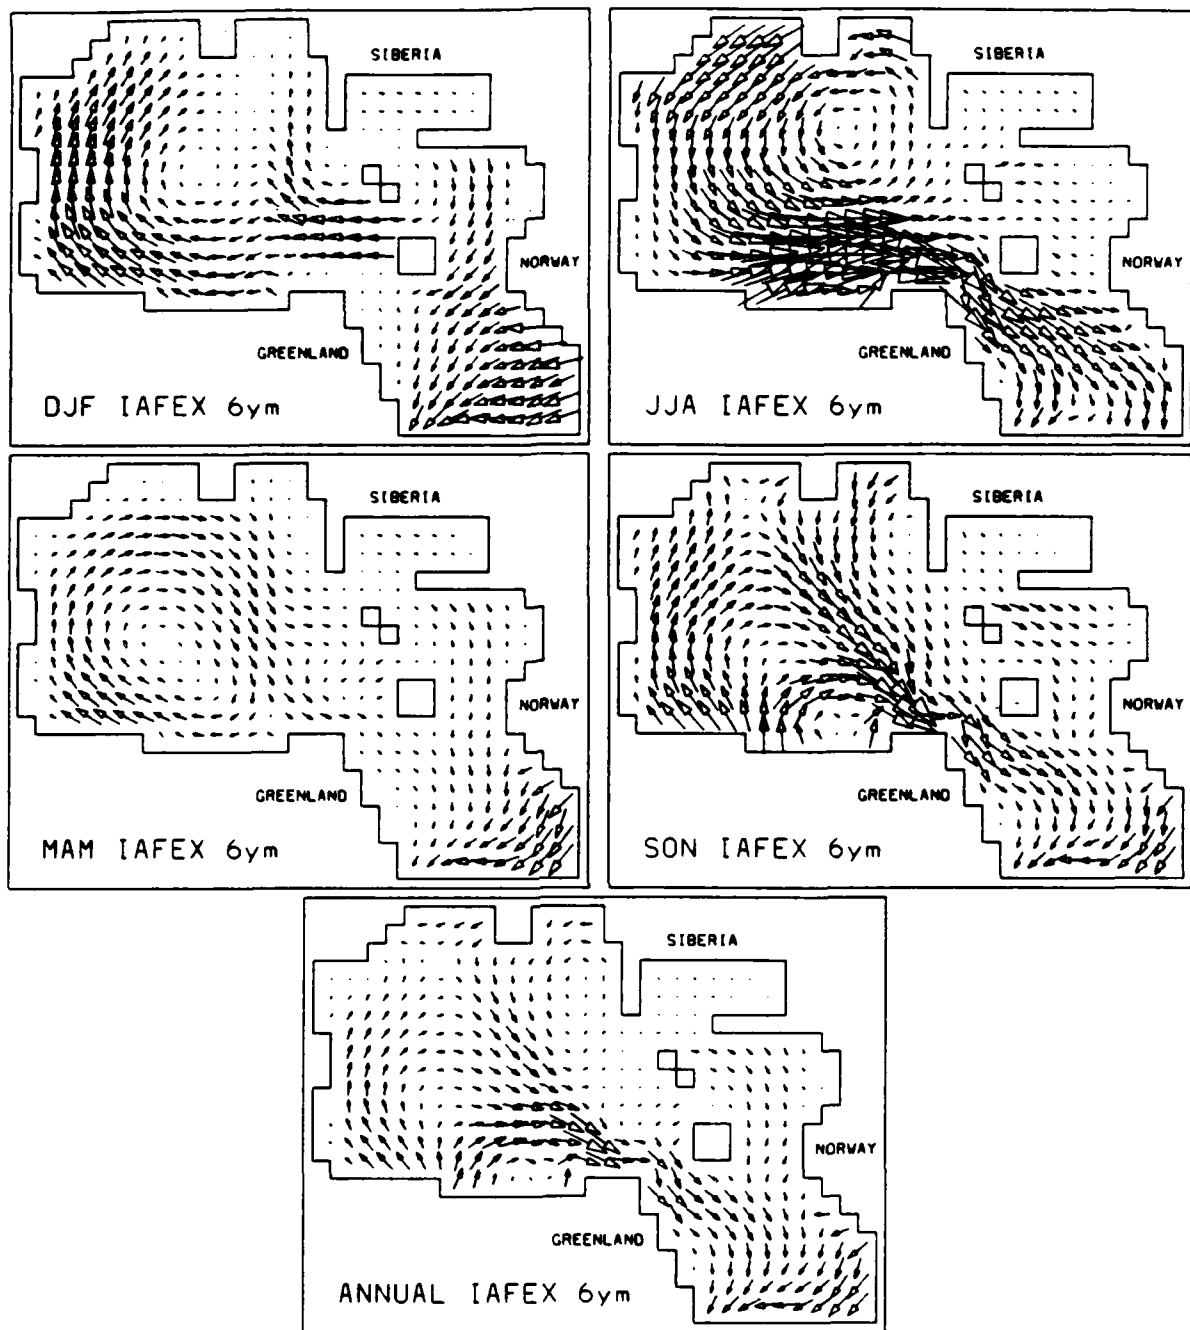 SIBERIA
NORWAY
GREENLAND
DJF IAFEX 6ym
SIBERIA
NORWAY
GREENLAND
JJA IAFEX 6ym
SIBERIA
NORWAY
GREENLAND
MAM IAFEX 6ym
SIBERIA
NORWAY
GREENLAND
SON IAFEX 6ym
SIBERIA
NORWAY
GREENLAND
ANNUAL IAFEX 6ym